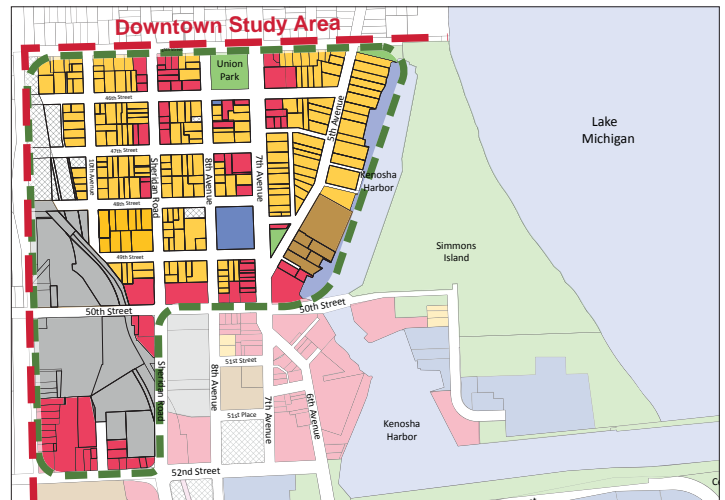 Downtown Study Area
Union
Park
46th Street
5th Avenue
Lake
Michigan
47th Street
10th Avenue
Sheridan Road
8th Avenue
7th Avenue
Kenosha
Harbor
48th Street
Simmons
Island
49th Street
50th Street
50th Street
Sheridan Road
8th Avenue
51st Street
7th Avenue
6th Avenue
51st Place
Kenosha
Harbor
52nd Street